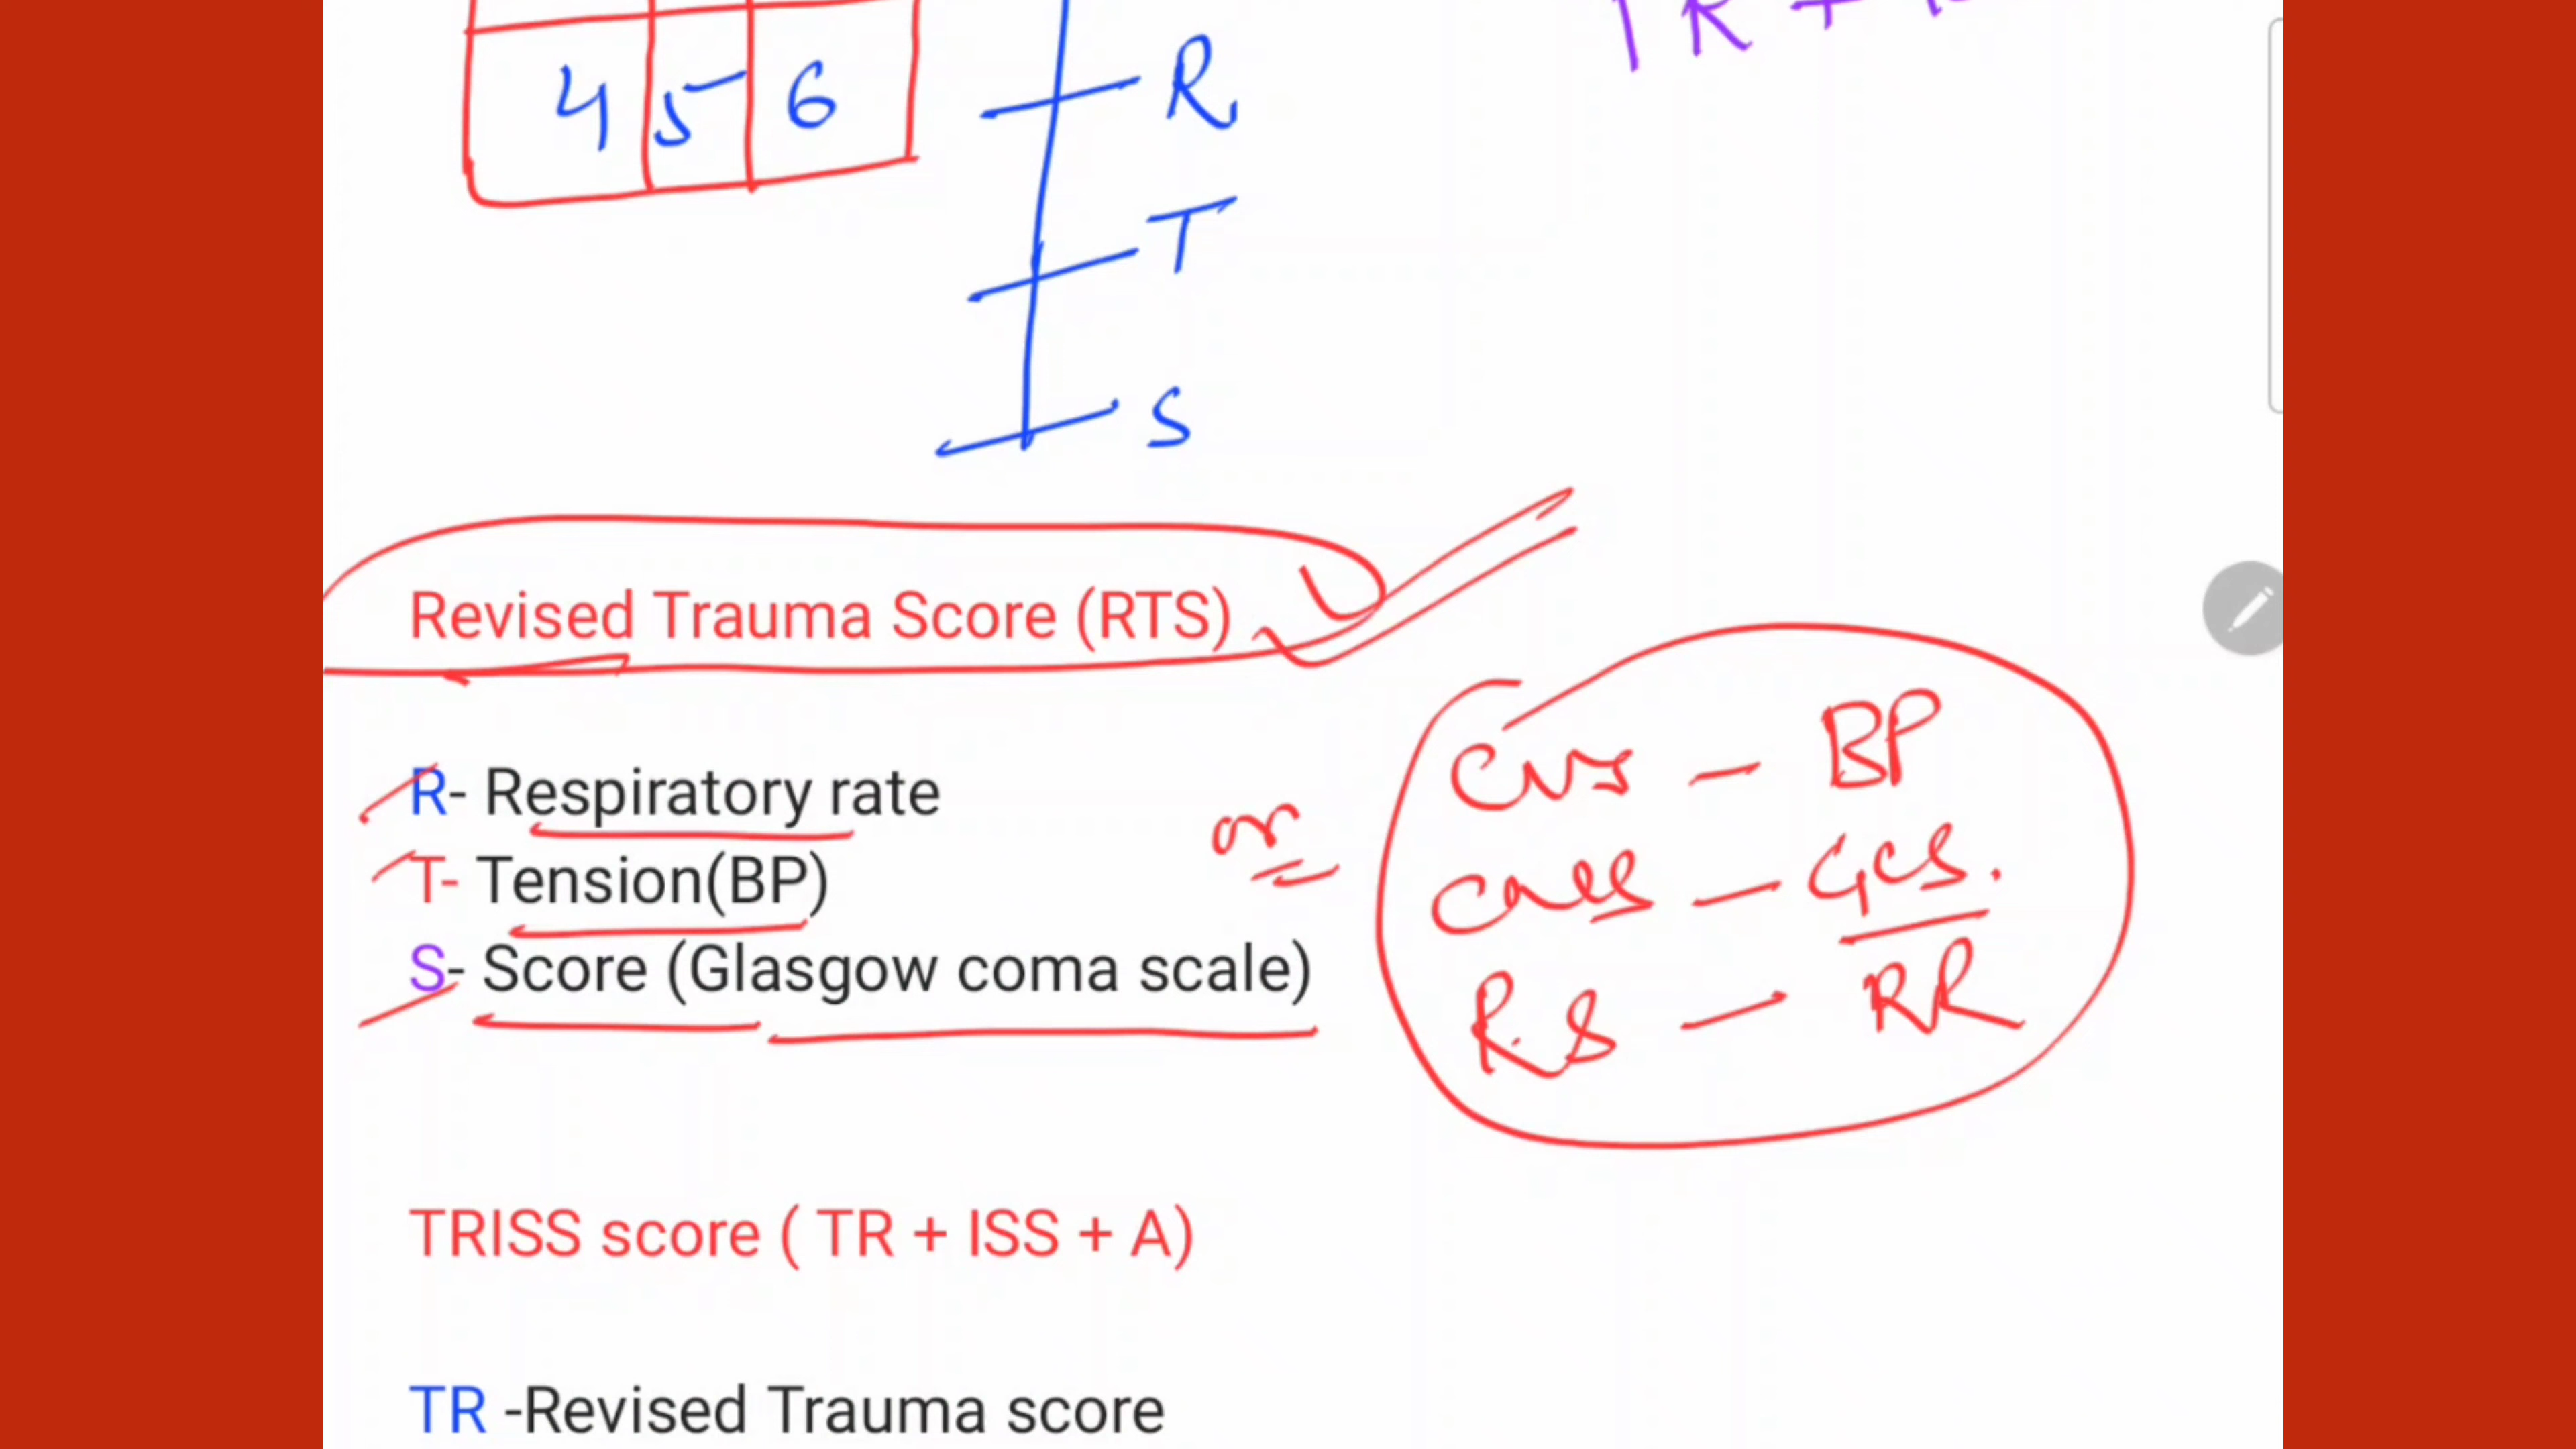 4 5 6
R
T
S
Revised Trauma Score (RTS)
R- Respiratory rate
T- Tension(BP)
S- Score (Glasgow coma scale)
or
CVS - BP
CNS - GCS.
R.S - RR
TRISS score ( TR + ISS + A)
TR -Revised Trauma score